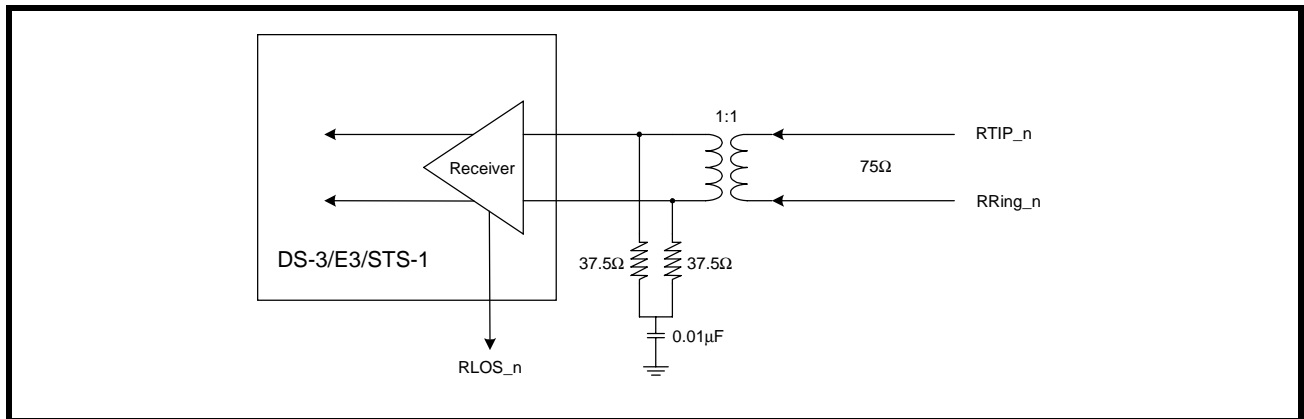 1:1
RTIP_n
Receiver
75Ω
RRing_n
DS-3/E3/STS-1
37.5Ω 37.5Ω
0.01µF
RLOS_n